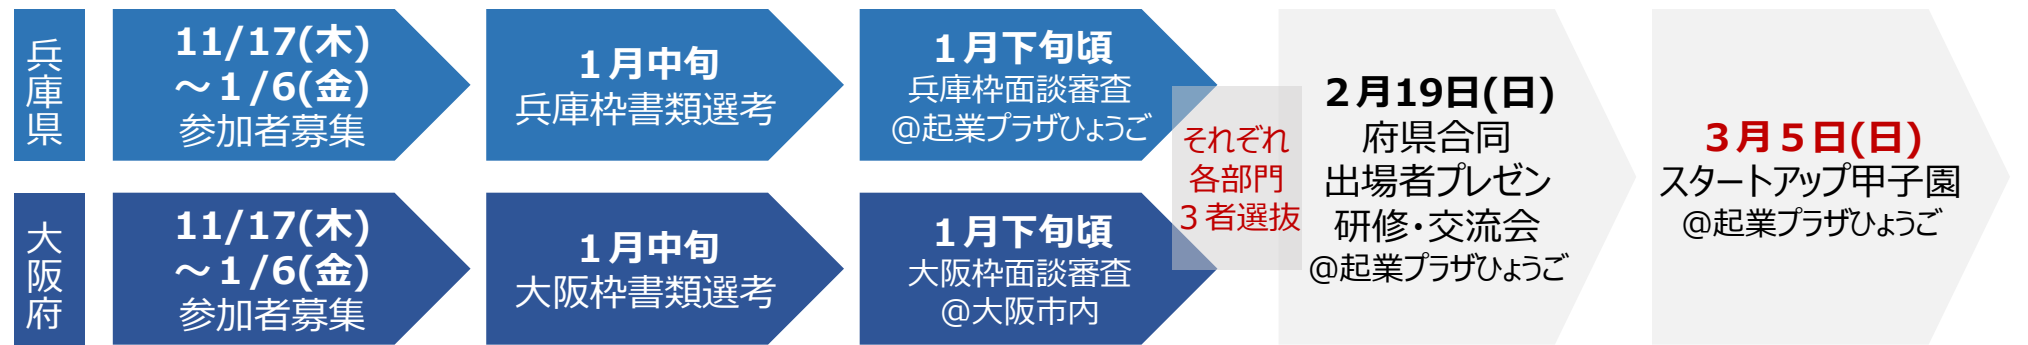 兵庫県
11/17(木)
～１/6(金)
参加者募集
１月中旬
兵庫枠書類選考
１月下旬頃
兵庫枠面談審査
@起業プラザひょうご
大阪府
11/17(木)
～１/6(金)
参加者募集
１月中旬
大阪枠書類選考
１月下旬頃
大阪枠面談審査
@大阪市内
それぞれ
各部門
３者選抜
２月19日(日)
府県合同
出場者プレゼン
研修・交流会
@起業プラザひょうご
３月５日(日)
スタートアップ甲子園
@起業プラザひょうご